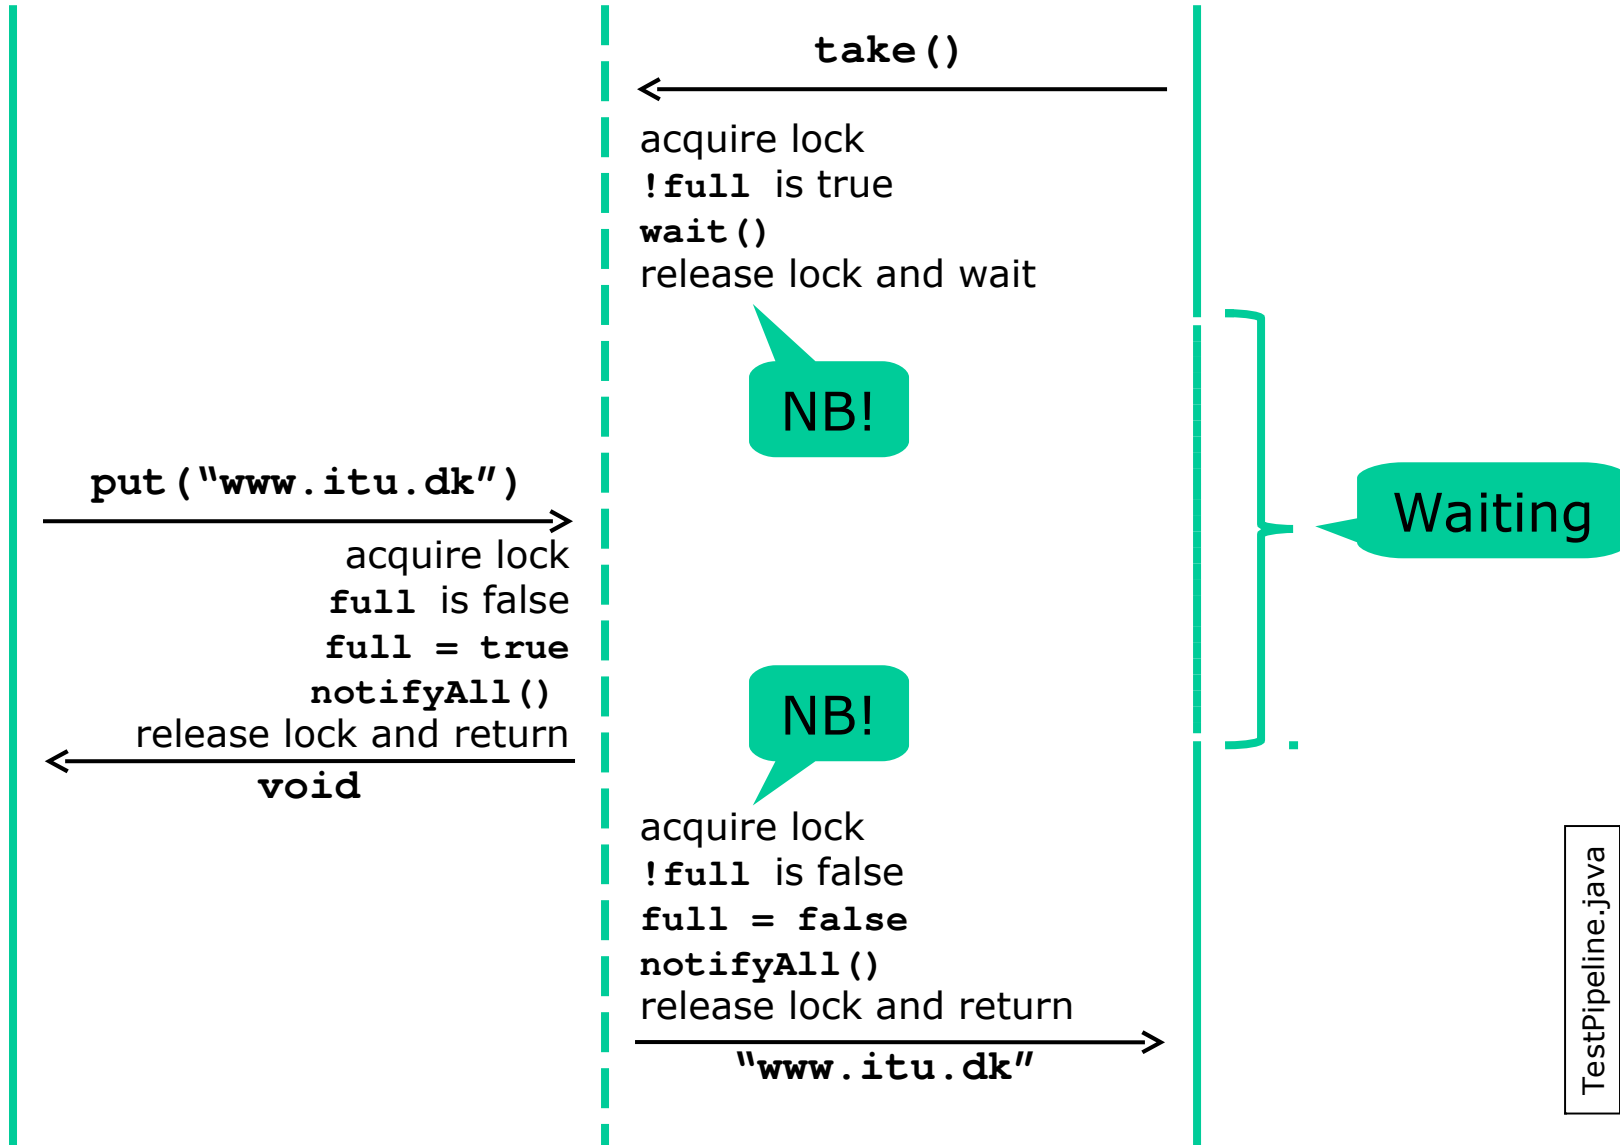 take()
acquire lock
!full is true
wait()
release lock and wait
NB!
Waiting
put(“www.itu.dk”)
acquire lock
full is false
full = true
notifyAll()
release lock and return
void
NB!
acquire lock
!full is false
full = false
notifyAll()
release lock and return
“www.itu.dk”
TestPipeline.java